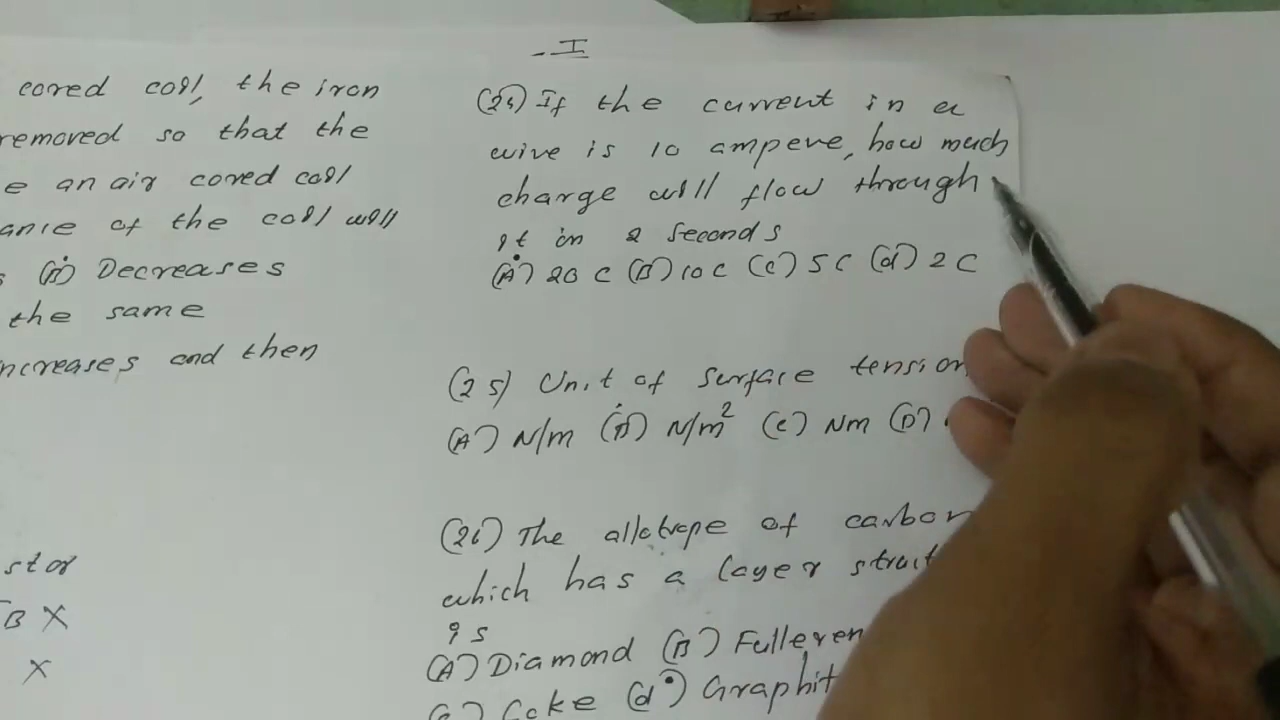 - I
cored coil, the iron
removed so that the
e an air cored coil
ance of the coil will
s (B) Decreases
the same
ncreases and then
stor
B X
X
(24) If the current in a
wire is 10 ampere, how much
charge will flow through
it in 2 seconds
(A) 20 C (B) 10 C (C) 5 C (d) 2 C
(25) Unit of surface tension
(A) N/m (B) N/m² (C) Nm (D)
(26) The allotrope of carbon
which has a layer struct
is
(A) Diamond (B) Fulleren
(C) Coke (d) Graphit